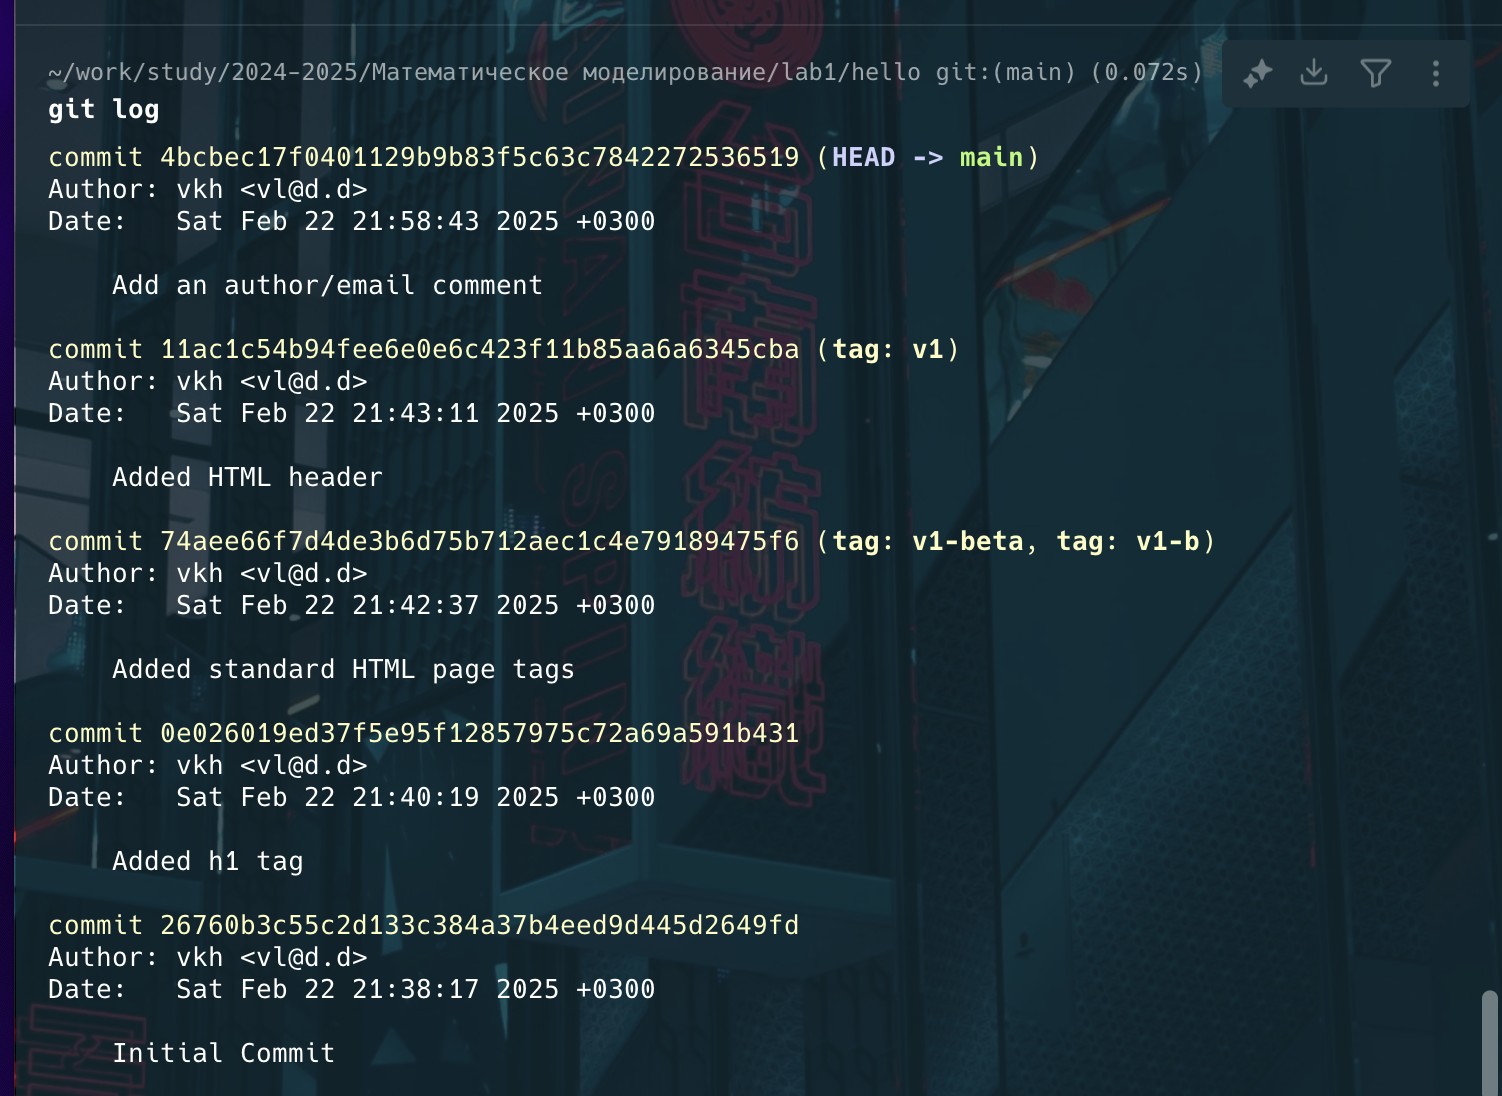 ~/work/study/2024-2025/Математическое моделирование/lab1/hello git:(main) (0.072s)
git log
commit 4bcbec17f0401129b9b83f5c63c7842272536519 (HEAD -> main)
Author: vkh <vl@d.d>
Date:   Sat Feb 22 21:58:43 2025 +0300
    Add an author/email comment
commit 11ac1c54b94fee6e0e6c423f11b85aa6a6345cba (tag: v1)
Author: vkh <vl@d.d>
Date:   Sat Feb 22 21:43:11 2025 +0300
    Added HTML header
commit 74aee66f7d4de3b6d75b712aec1c4e79189475f6 (tag: v1-beta, tag: v1-b)
Author: vkh <vl@d.d>
Date:   Sat Feb 22 21:42:37 2025 +0300
    Added standard HTML page tags
commit 0e026019ed37f5e95f12857975c72a69a591b431
Author: vkh <vl@d.d>
Date:   Sat Feb 22 21:40:19 2025 +0300
    Added h1 tag
commit 26760b3c55c2d133c384a37b4eed9d445d2649fd
Author: vkh <vl@d.d>
Date:   Sat Feb 22 21:38:17 2025 +0300
    Initial Commit